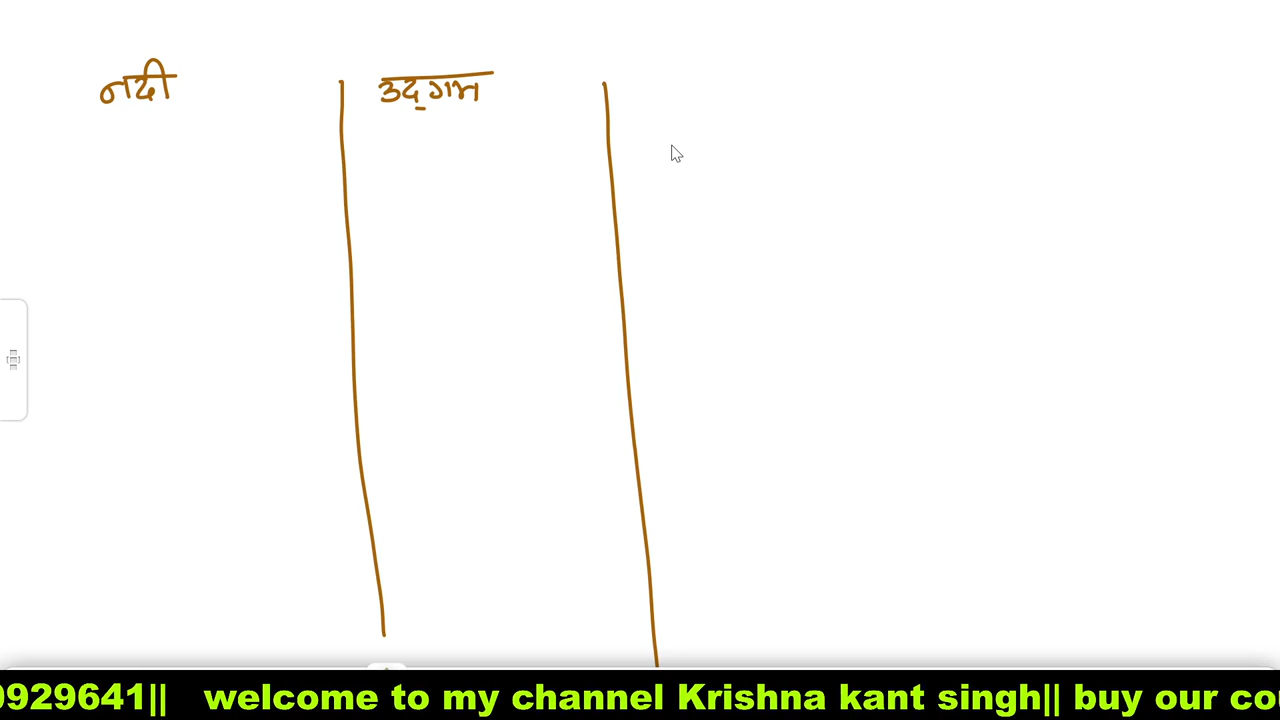 नदी
उद्गम
9929641|| welcome to my channel Krishna kant singh|| buy our co